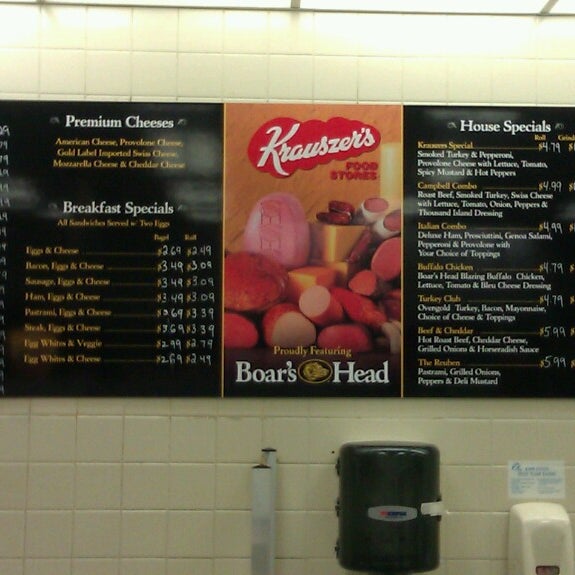 Premium Cheeses
American Cheese, Provolone Cheese,
Gold Label Imported Swiss Cheese,
Mozzarella Cheese & Cheddar Cheese
Breakfast Specials
All Sandwiches Served w/ Two Eggs
Bagel Roll
Eggs & Cheese $2.69 $2.49
Bacon, Eggs & Cheese $3.49 $3.09
Sausage, Eggs & Cheese $3.49 $3.09
Ham, Eggs & Cheese $3.49 $3.09
Pastrami, Eggs & Cheese $3.69 $3.39
Steak, Eggs & Cheese $3.69 $3.39
Egg Whites & Veggie $2.99 $2.79
Egg Whites & Cheese $2.69 $2.49
Krauszer's
FOOD
STORES
Proudly Featuring
Boar's Head
House Specials
Roll
Krauszers Special $4.79
Smoked Turkey & Pepperoni,
Provolone Cheese with Lettuce, Tomato,
Spicy Mustard & Hot Peppers
Campbell Combo $4.99
Roast Beef, Smoked Turkey, Swiss Cheese
with Lettuce, Tomato, Onion, Peppers &
Thousand Island Dressing
Italian Combo $4.99
Deluxe Ham, Prosciuttini, Genoa Salami,
Pepperoni & Provolone with
Your Choice of Toppings
Buffalo Chicken $4.79
Boar's Head Blazing Buffalo Chicken,
Lettuce, Tomato & Bleu Cheese Dressing
Turkey Club $4.79
Ovengold Turkey, Bacon, Mayonnaise,
Choice of Cheese & Toppings
Beef & Cheddar $5.99
Hot Roast Beef, Cheddar Cheese,
Grilled Onions & Horseradish Sauce
The Reuben $5.99
Pastrami, Grilled Onions,
Peppers & Deli Mustard